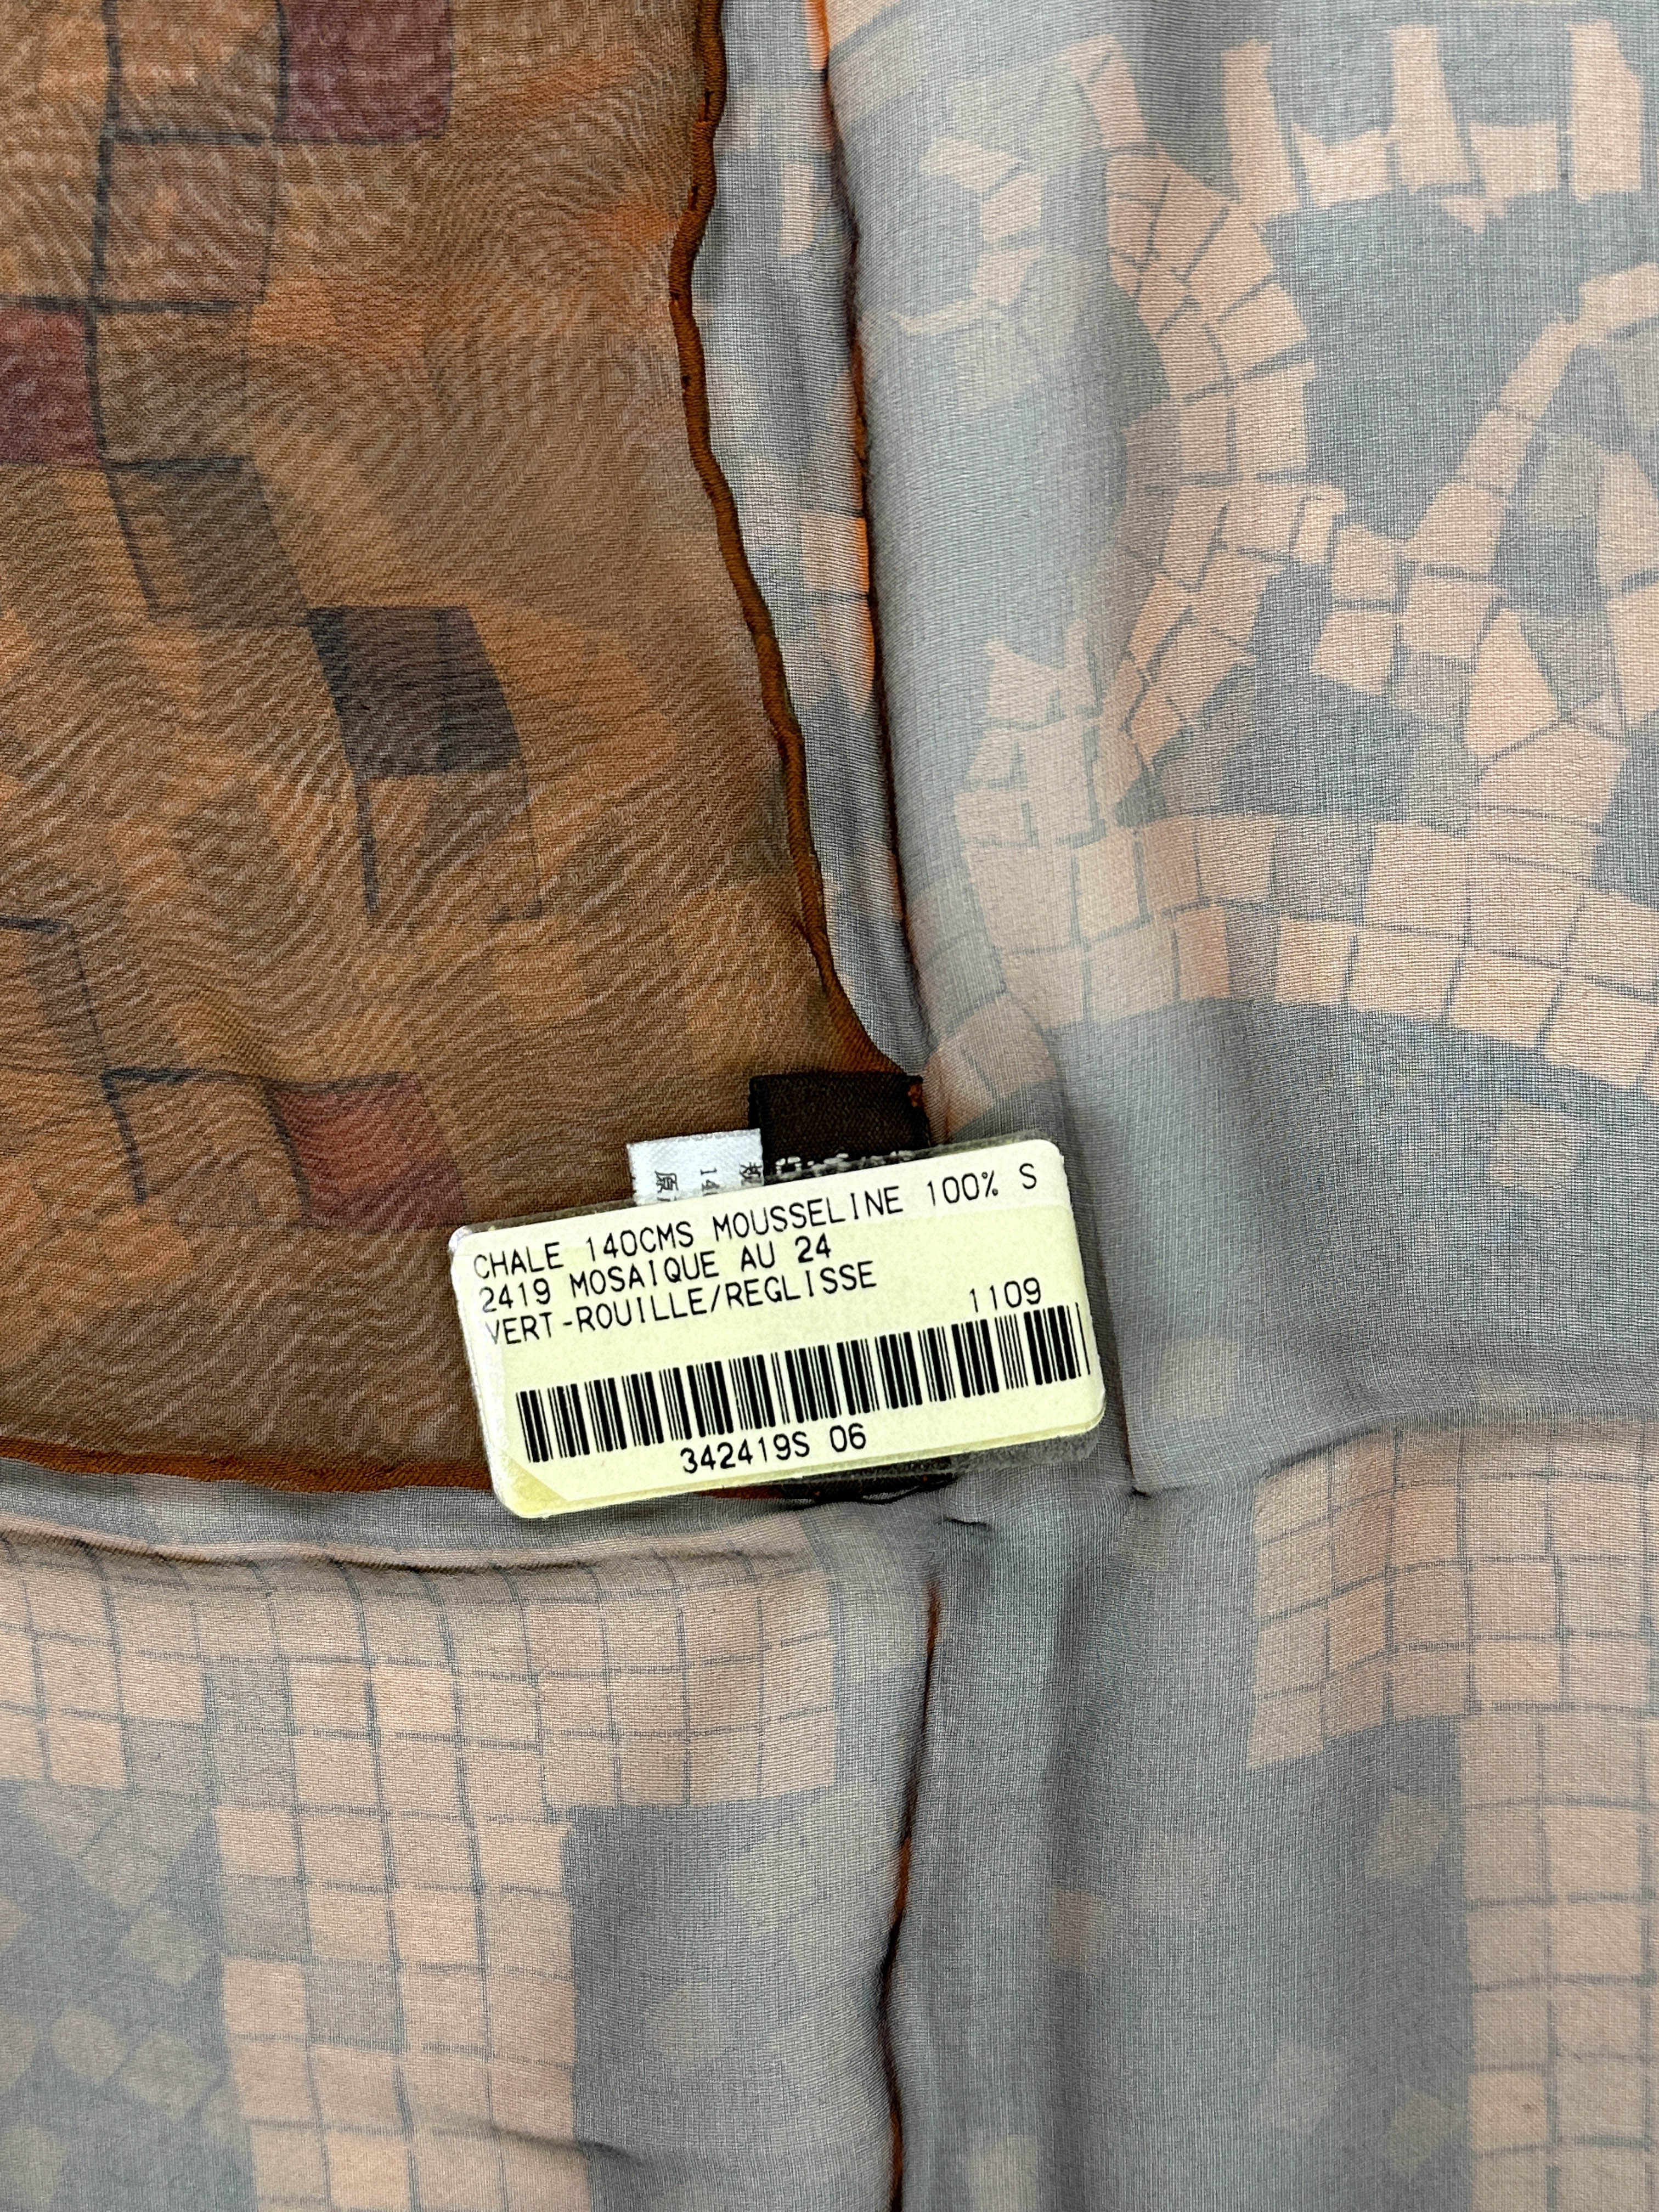 CHALE 140CMS MOUSSELINE 100% S
2419 MOSAIQUE AU 24
VERT-ROUILLE/REGLISSE
1109
342419S 06